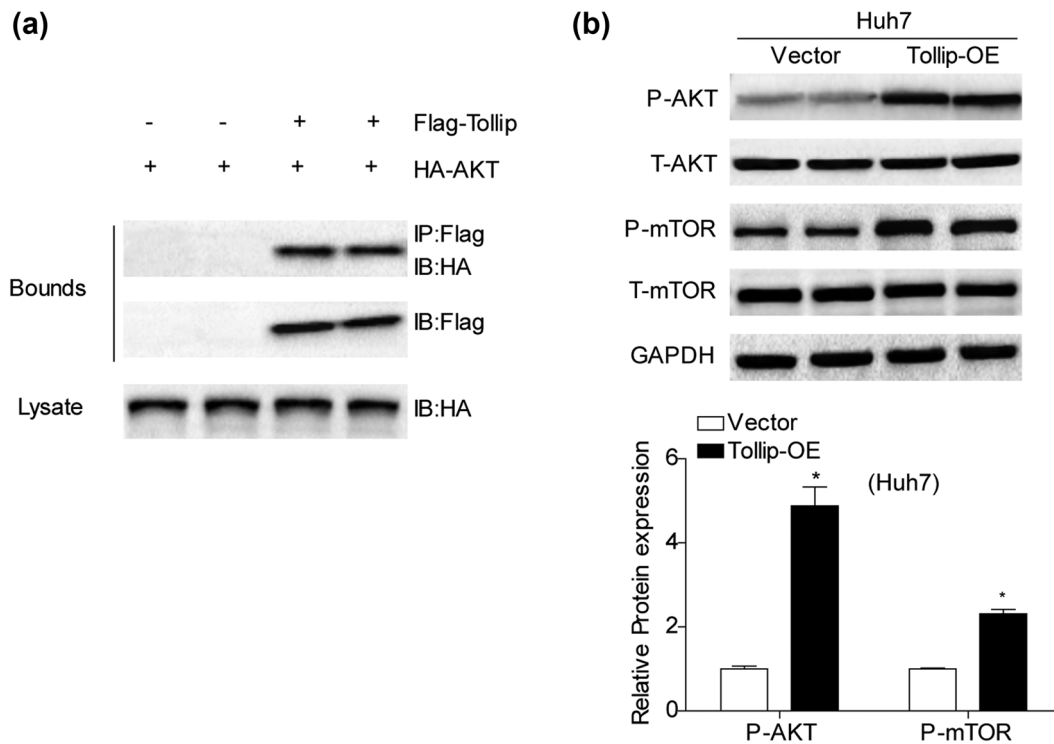 (a)
- - + + Flag-Tollip
+ + + + HA-AKT
Bounds
IP:Flag
IB:HA
IB:Flag
Lysate
IB:HA
(b)
Huh7
Vector Tollip-OE
P-AKT
T-AKT
P-mTOR
T-mTOR
GAPDH
Vector
Tollip-OE
(Huh7)
Relative Protein expression
6
4
2
0
*
*
P-AKT P-mTOR